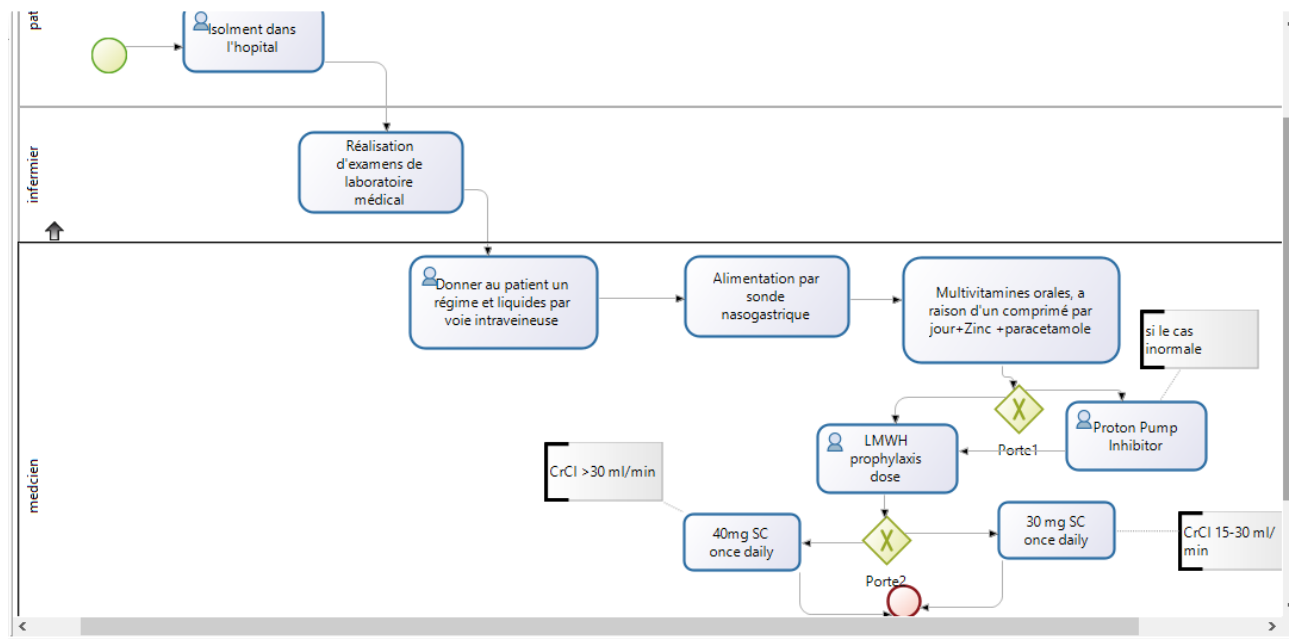 pat
Isolment dans
l'hopital
infermier
Réalisation
d'examens de
laboratoire
médical
medcien
Donner au patient un
régime et liquides par
voie intraveineuse
Alimentation par
sonde
nasogastrique
Multivitamines orales, a
raison d'un comprimé par
jour+Zinc +paracetamole
si le cas
inormale
Porte1
Proton Pump
Inhibitor
LMWH
prophylaxis
dose
CrCl >30 ml/min
40mg SC
once daily
Porte2
30 mg SC
once daily
CrCl 15-30 ml/
min